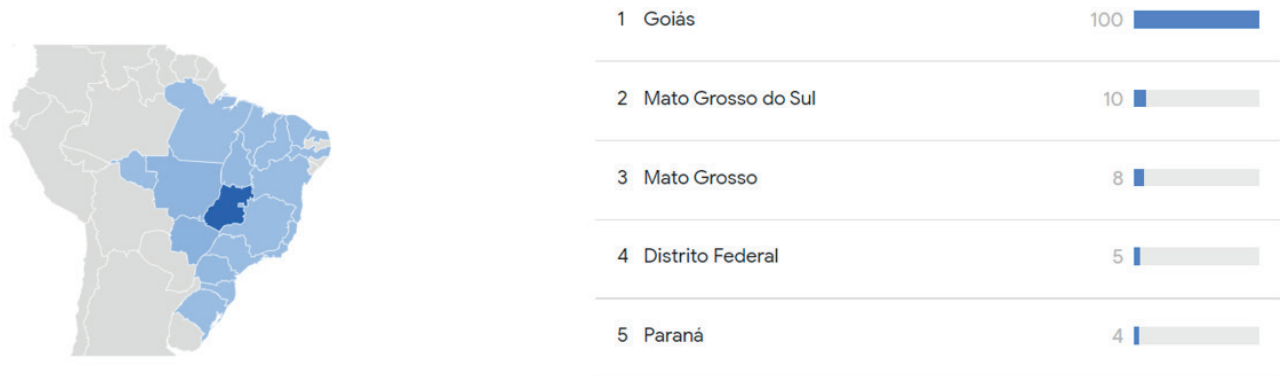 1 Goiás 100
2 Mato Grosso do Sul 10
3 Mato Grosso 8
4 Distrito Federal 5
5 Paraná 4